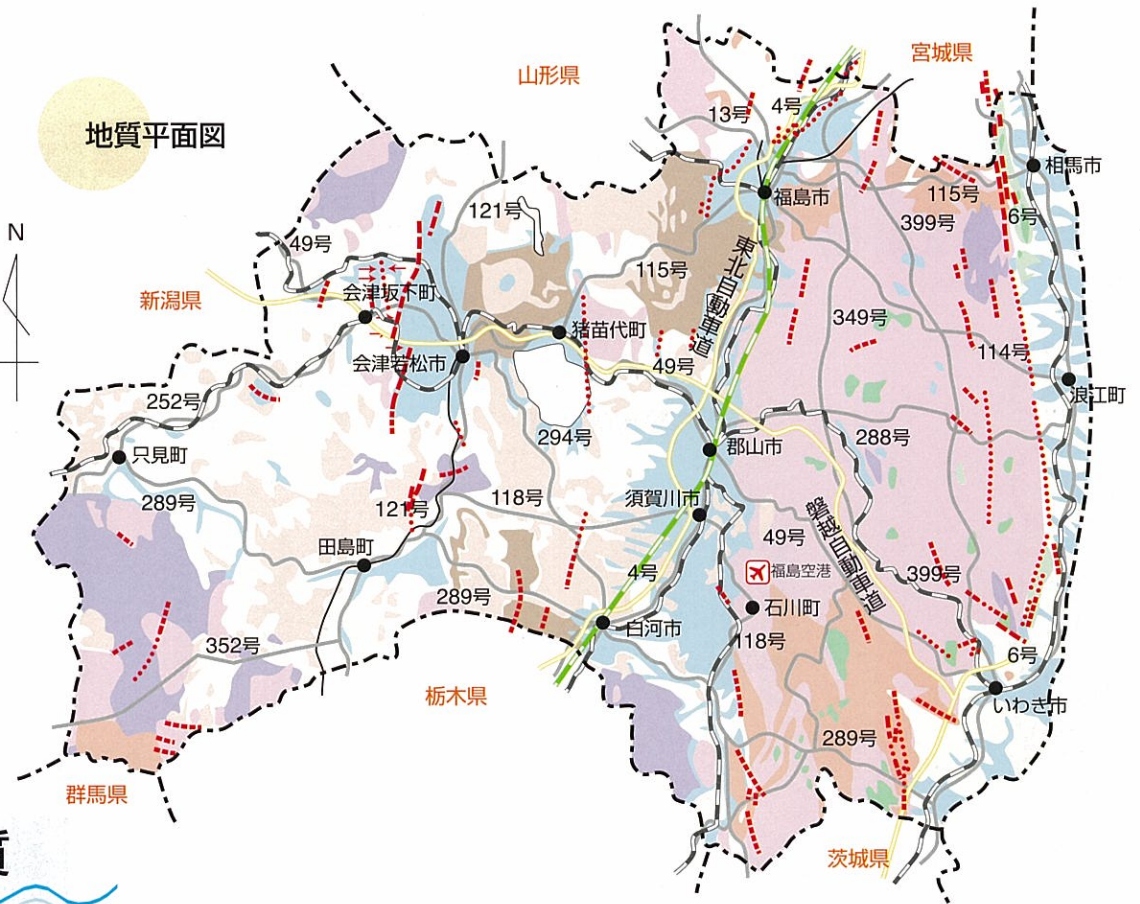 地質平面図
山形県
宮城県
新潟県
群馬県
栃木県
茨城県
N
13号
4号
福島市
115号
399号
6号
相馬市
49号
121号
会津坂下町
会津若松市
猪苗代町
115号
東北自動車道
349号
114号
浪江町
49号
252号
只見町
289号
294号
118号
121号
田島町
352号
郡山市
須賀川市
288号
49号
磐越自動車道
福島空港
399号
4号
289号
白河市
石川町
118号
6号
いわき市
289号
質